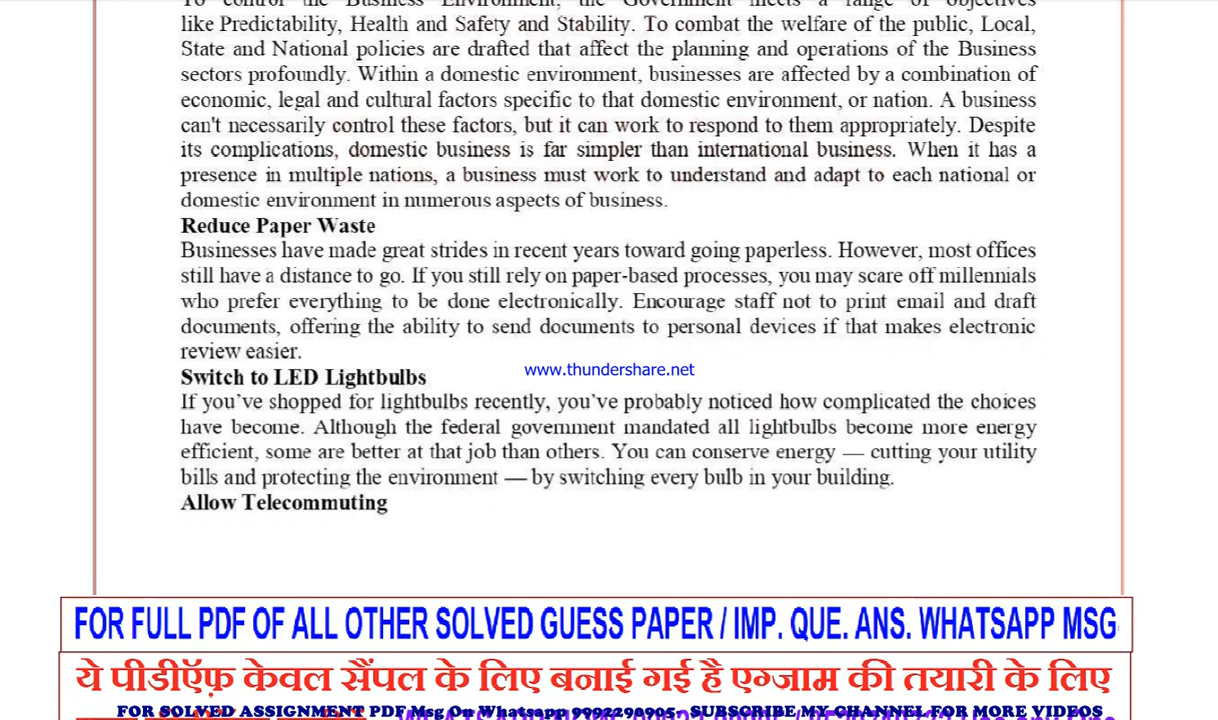 To control the Business Environment, the Government meets a range of objectives
like Predictability, Health and Safety and Stability. To combat the welfare of the public, Local,
State and National policies are drafted that affect the planning and operations of the Business
sectors profoundly. Within a domestic environment, businesses are affected by a combination of
economic, legal and cultural factors specific to that domestic environment, or nation. A business
can't necessarily control these factors, but it can work to respond to them appropriately. Despite
its complications, domestic business is far simpler than international business. When it has a
presence in multiple nations, a business must work to understand and adapt to each national or
domestic environment in numerous aspects of business.
Reduce Paper Waste
Businesses have made great strides in recent years toward going paperless. However, most offices
still have a distance to go. If you still rely on paper-based processes, you may scare off millennials
who prefer everything to be done electronically. Encourage staff not to print email and draft
documents, offering the ability to send documents to personal devices if that makes electronic
review easier.
www.thundershare.net
Switch to LED Lightbulbs
If you’ve shopped for lightbulbs recently, you’ve probably noticed how complicated the choices
have become. Although the federal government mandated all lightbulbs become more energy
efficient, some are better at that job than others. You can conserve energy — cutting your utility
bills and protecting the environment — by switching every bulb in your building.
Allow Telecommuting
FOR FULL PDF OF ALL OTHER SOLVED GUESS PAPER / IMP. QUE. ANS. WHATSAPP MSG
ये पीडीऍफ़ केवल सैंपल के लिए बनाई गई है एग्जाम की तयारी के लिए
FOR SOLVED ASSIGNMENT PDF Msg On Whatsapp 9992290905- SUBSCRIBE MY CHANNEL FOR MORE VIDEOS